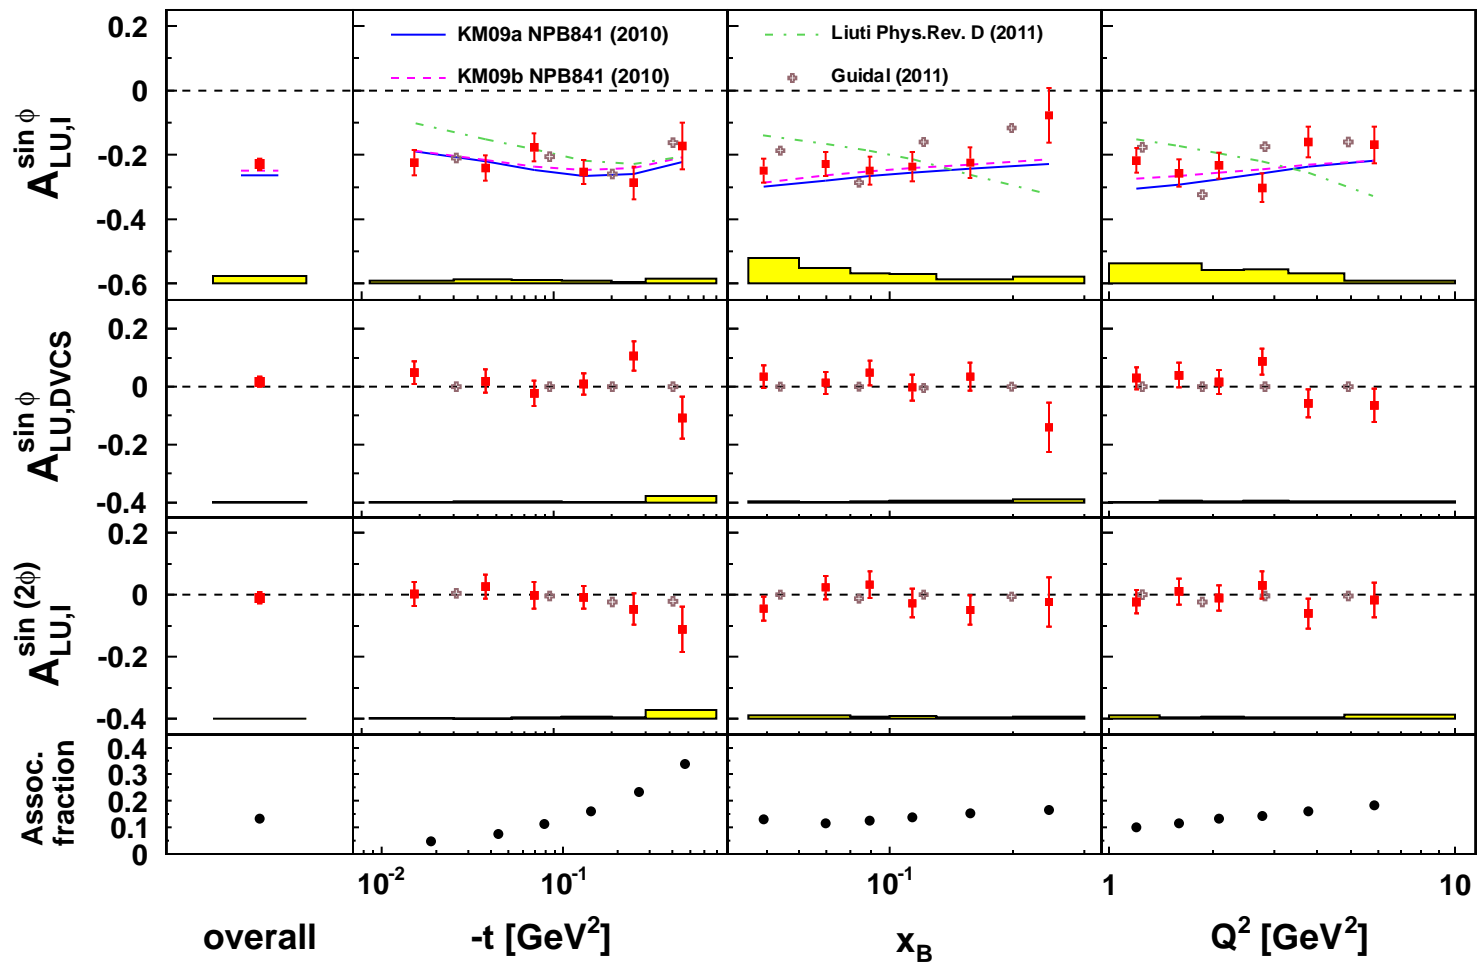 KM09a NPB841 (2010)
KM09b NPB841 (2010)
Liuti Phys.Rev. D (2011)
Guidal (2011)
A_{LU,I}^{sin ϕ}
0.2
0
-0.2
-0.4
-0.6
A_{LU,DVCS}^{sin ϕ}
0.2
0
-0.2
-0.4
A_{LU,I}^{sin (2ϕ)}
0.2
0
-0.2
-0.4
Assoc.
fraction
0.4
0.3
0.2
0.1
0
10^{-2}
10^{-1}
10^{-1}
1
10
overall
-t [GeV^2]
x_B
Q^2 [GeV^2]